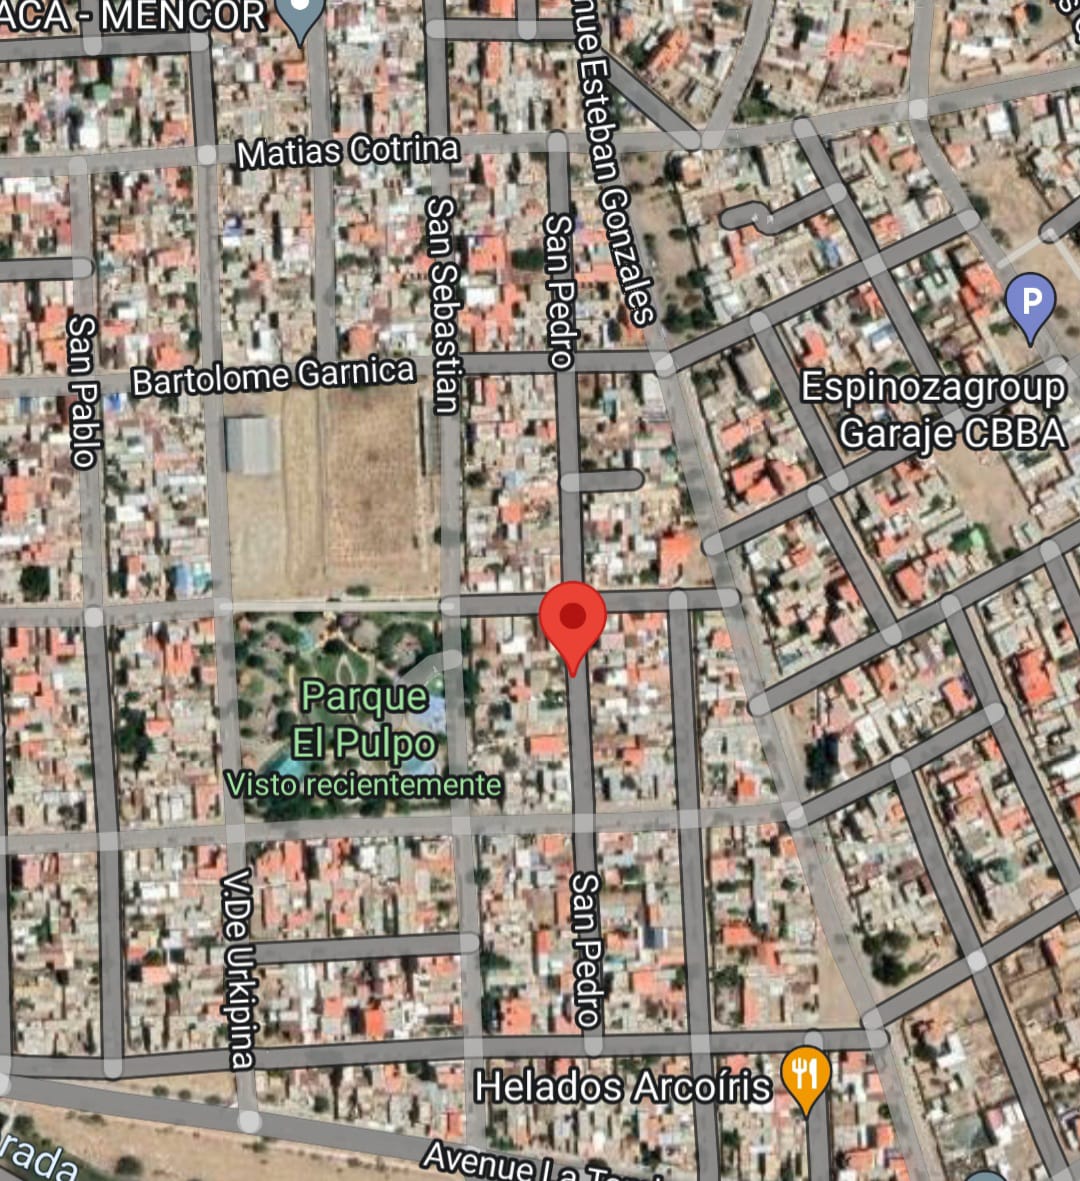 ACA - MENCOR
nue Esteban Gonzales
Matias Cotrina
San Sebastian
San Pedro
San Pablo
Bartolome Garnica
P
Espinozagroup
Garaje CBBA
Parque
El Pulpo
Visto recientemente
V.De Urkipina
San Pedro
Helados Arcoíris
Avenue La
rada